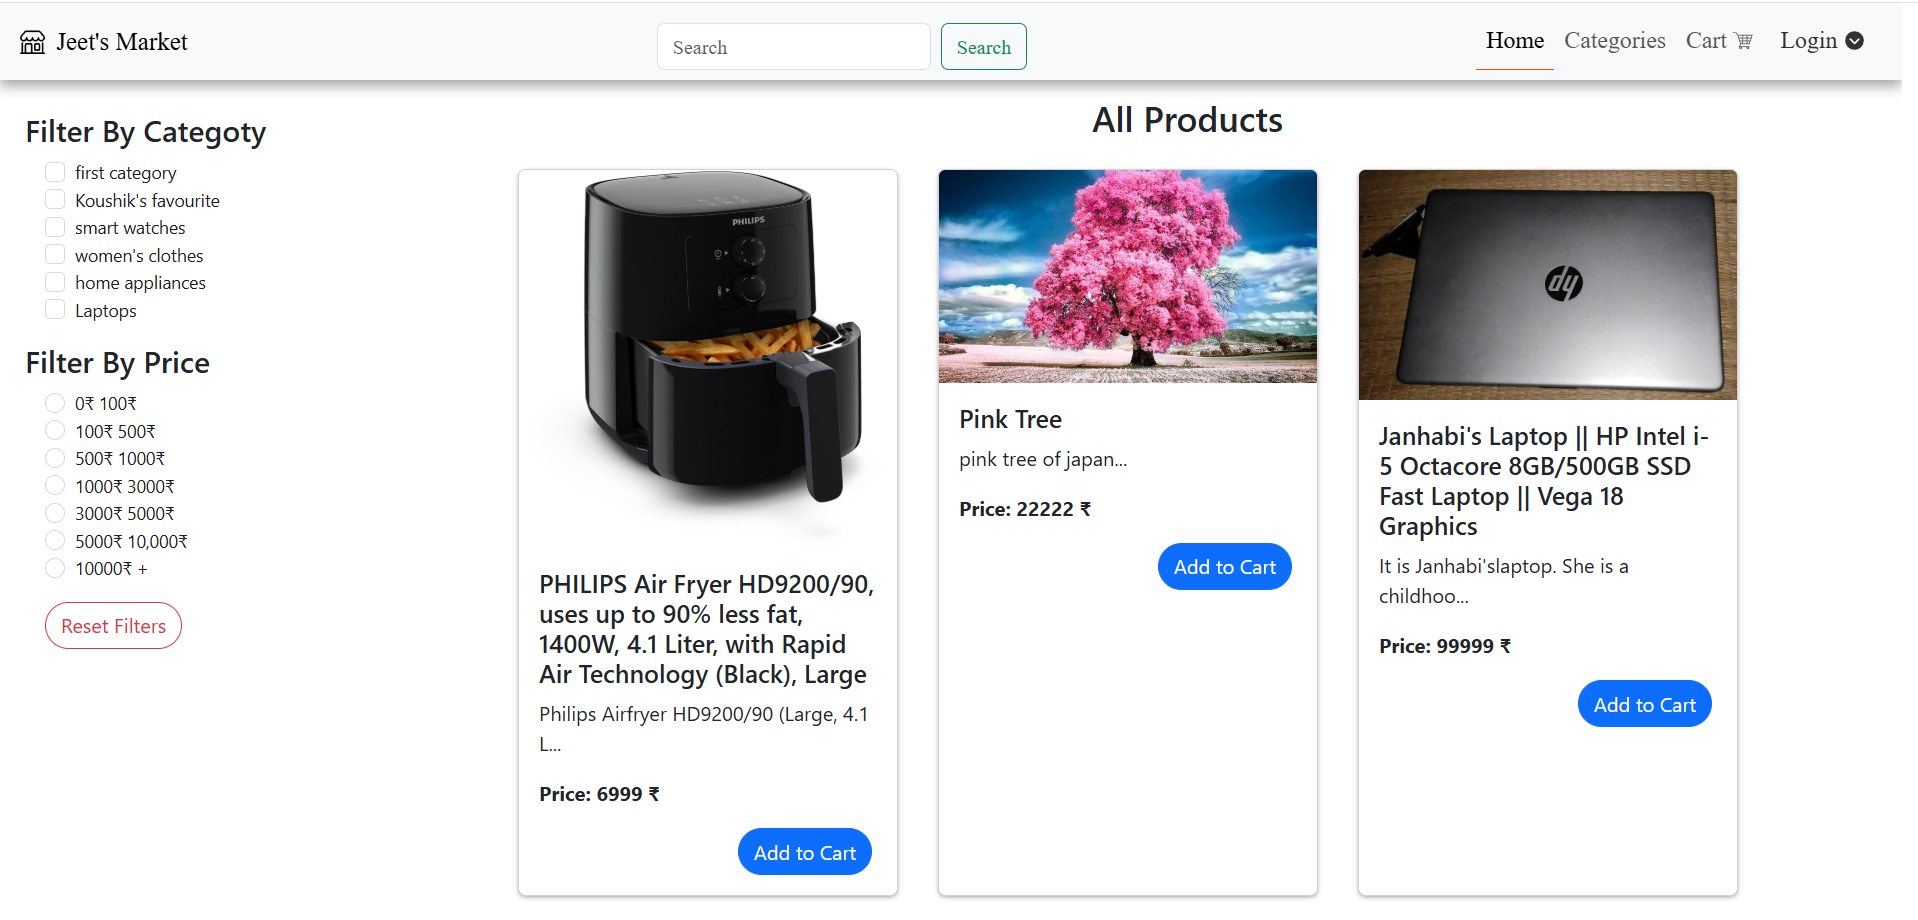 Jeet's Market
Search
Search
Home
Categories
Cart
Login
Filter By Categoty
first category
Koushik's favourite
smart watches
women's clothes
home appliances
Laptops
Filter By Price
0₹ 100₹
100₹ 500₹
500₹ 1000₹
1000₹ 3000₹
3000₹ 5000₹
5000₹ 10,000₹
10000₹ +
Reset Filters
All Products
PHILIPS
PHILIPS Air Fryer HD9200/90,
uses up to 90% less fat,
1400W, 4.1 Liter, with Rapid
Air Technology (Black), Large
Philips Airfryer HD9200/90 (Large, 4.1
L...
Price: 6999 ₹
Add to Cart
Pink Tree
pink tree of japan...
Price: 22222 ₹
Add to Cart
hp
Janhabi's Laptop || HP Intel i-
5 Octacore 8GB/500GB SSD
Fast Laptop || Vega 18
Graphics
It is Janhabi'slaptop. She is a
childhoo...
Price: 99999 ₹
Add to Cart